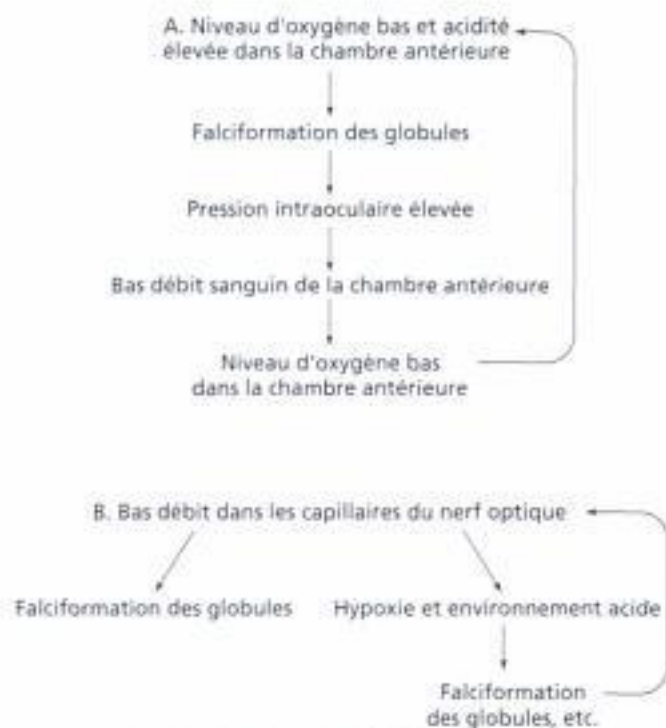 A. Niveau d'oxygène bas et acidité
élevée dans la chambre antérieure
Falciformation des globules
Pression intraoculaire élevée
Bas débit sanguin de la chambre antérieure
Niveau d'oxygène bas
dans la chambre antérieure
B. Bas débit dans les capillaires du nerf optique
Falciformation des globules
Hypoxie et environnement acide
Falciformation
des globules, etc.